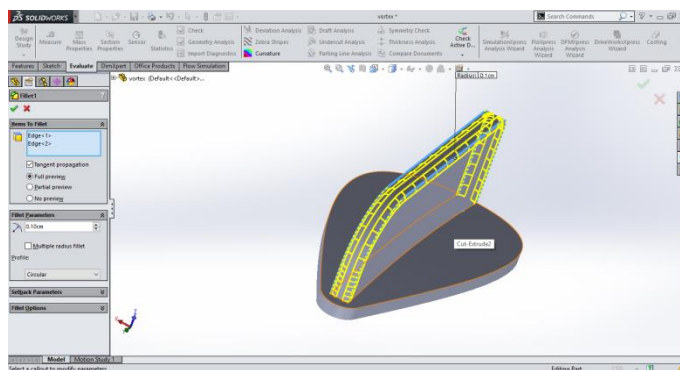 SOLIDWORKS
vortex *
Search Commands
Design Study
Measure
Mass Properties
Section Properties
Sensor
Statistics
Check
Geometry Analysis
Import Diagnostics
Deviation Analysis
Zebra Stripes
Curvature
Draft Analysis
Undercut Analysis
Parting Line Analysis
Symmetry Check
Thickness Analysis
Compare Documents
Check Active D...
SimulationXpress Analysis Wizard
FloXpress Analysis Wizard
DFMXpress Analysis Wizard
DriveWorksXpress Wizard
Costing
Features
Sketch
Evaluate
DimXpert
Office Products
Flow Simulation
vortex (Default<<Default>...
Radius: 0.1cm
Fillet1
Items To Fillet
Edge<1>
Edge<2>
Tangent propagation
Full preview
Partial preview
No preview
Fillet Parameters
0.10cm
Multiple radius fillet
Profile:
Circular
Setback Parameters
Fillet Options
Cut-Extrude2
Model
Motion Study 1
Select a callout to modify parameters
Editing Part